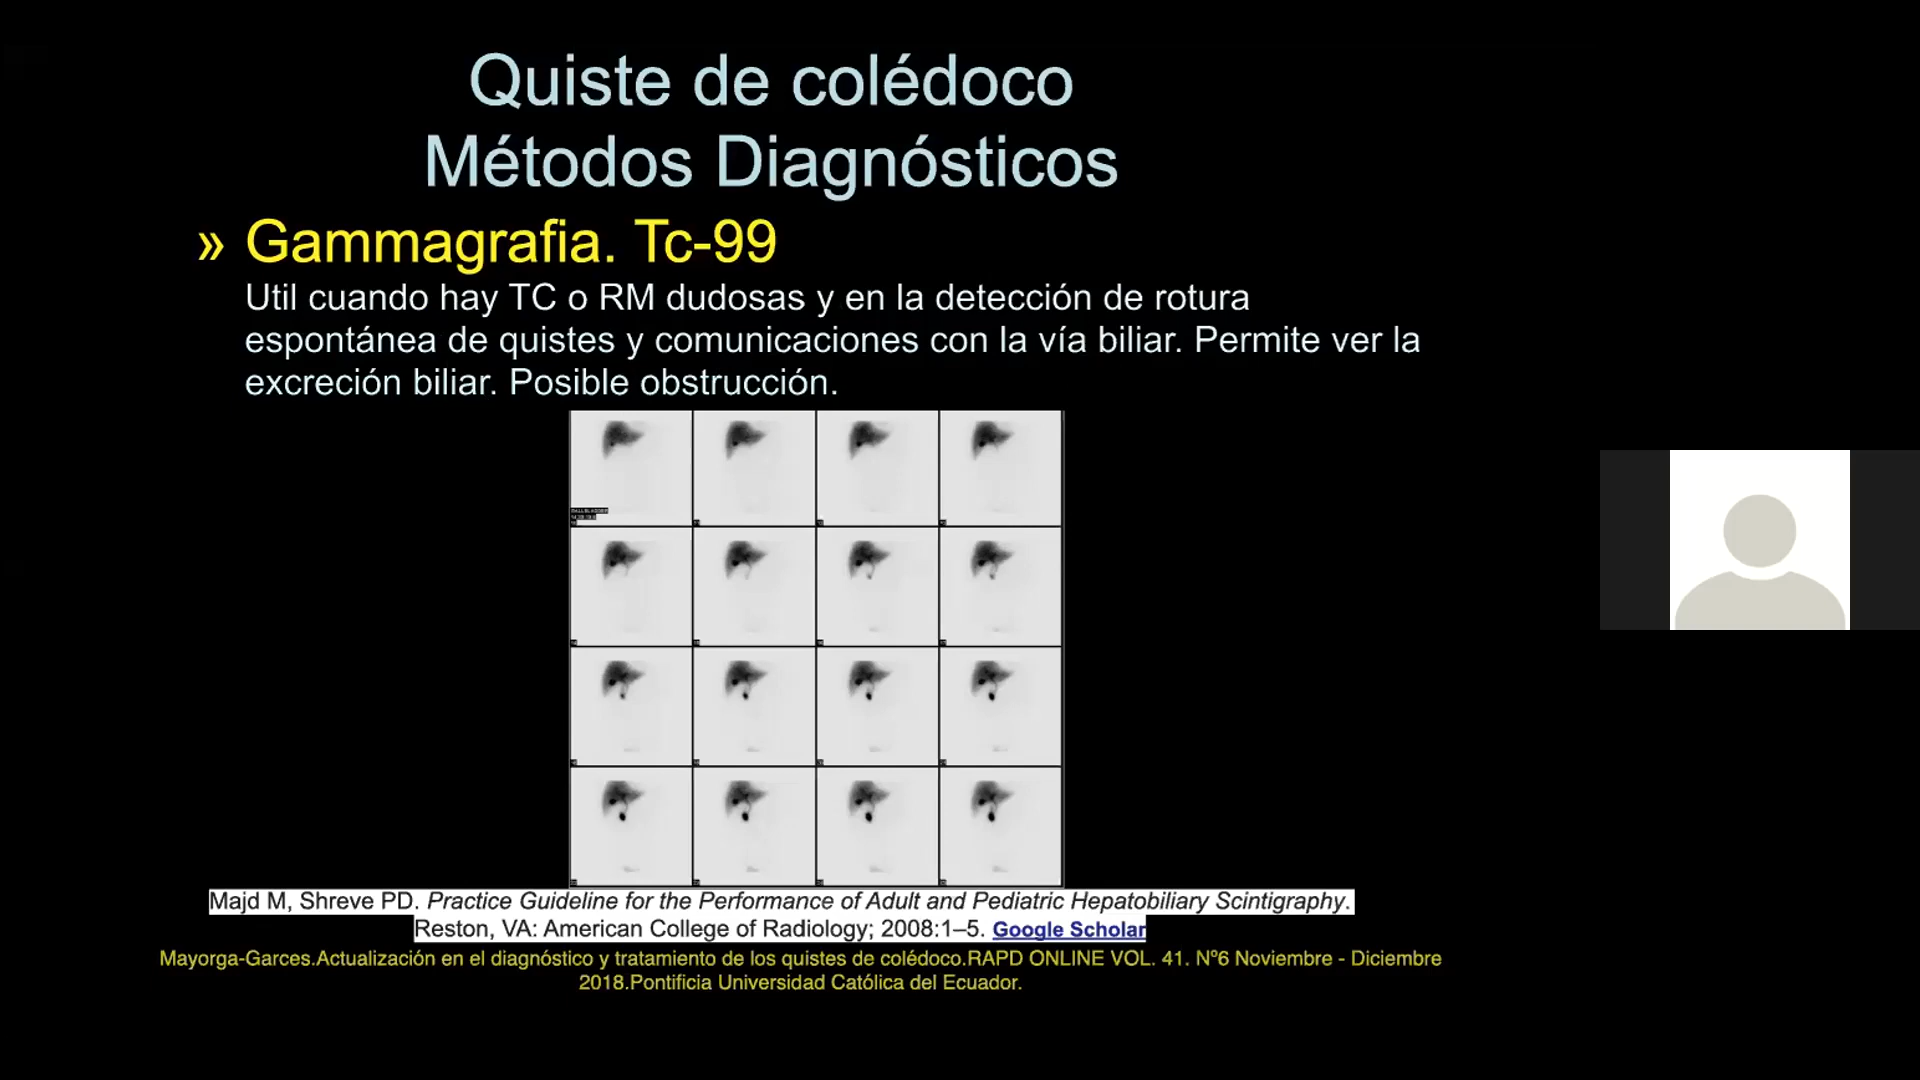 Quiste de colédoco
Métodos Diagnósticos
» Gammagrafia. Tc-99
Util cuando hay TC o RM dudosas y en la detección de rotura
espontánea de quistes y comunicaciones con la vía biliar. Permite ver la
excreción biliar. Posible obstrucción.
Majd M, Shreve PD. Practice Guideline for the Performance of Adult and Pediatric Hepatobiliary Scintigraphy.
Reston, VA: American College of Radiology; 2008:1–5. Google Scholar
Mayorga-Garces.Actualización en el diagnóstico y tratamiento de los quistes de colédoco.RAPD ONLINE VOL. 41. Nº6 Noviembre - Diciembre
2018.Pontificia Universidad Católica del Ecuador.